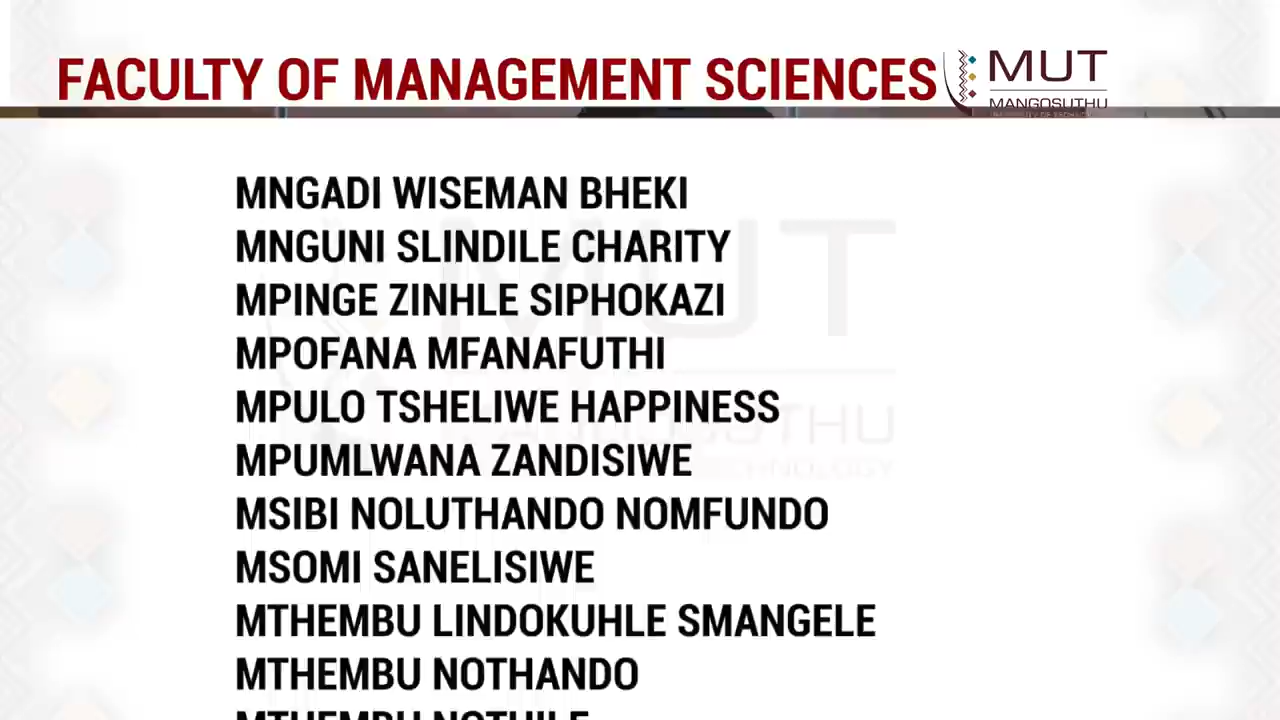 FACULTY OF MANAGEMENT SCIENCES
MUT
MANGOSUTHU
MNGADI WISEMAN BHEKI
MNGUNI SLINDILE CHARITY
MPINGE ZINHLE SIPHOKAZI
MPOFANA MFANAFUTHI
MPULO TSHELIWE HAPPINESS
MPUMLWANA ZANDISIWE
MSIBI NOLUTHANDO NOMFUNDO
MSOMI SANELISIWE
MTHEMBU LINDOKUHLE SMANGELE
MTHEMBU NOTHANDO
MTHEMBU